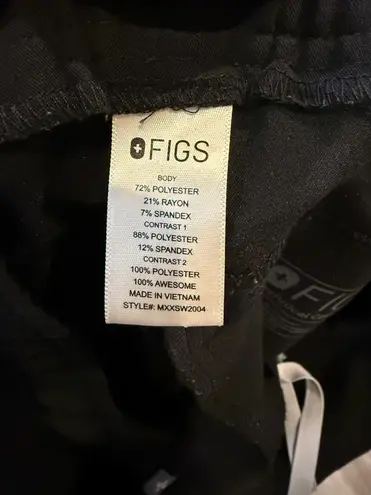 FIGS
BODY
72% POLYESTER
21% RAYON
7% SPANDEX
CONTRAST 1
88% POLYESTER
12% SPANDEX
CONTRAST 2
100% POLYESTER
100% AWESOME
MADE IN VIETNAM
STYLE#: MXXSW2004
FIGS